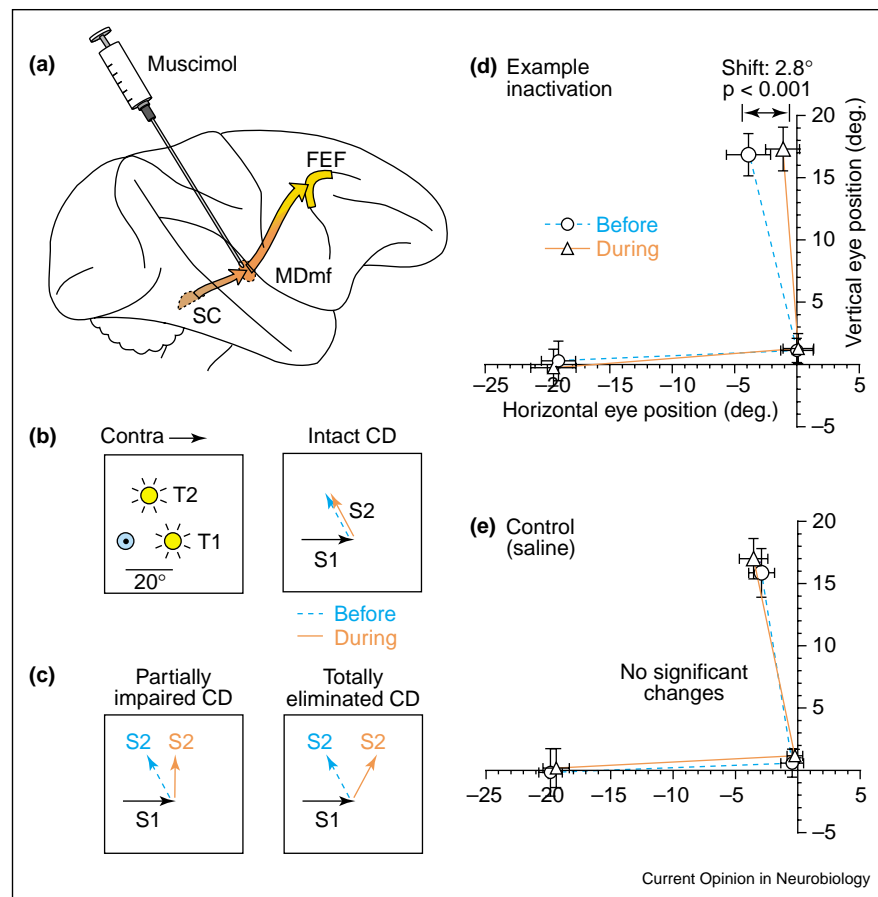 (a)
Muscimol
FEF
MDmf
SC
(b)
Contra
T2
T1
20°
Intact CD
S2
S1
Before
During
(c)
Partially
impaired CD
S2 S2
S1
Totally
eliminated CD
S2 S2
S1
(d) Example
inactivation
Shift: 2.8°
p < 0.001
20
15
10
5
–5
Vertical eye position (deg.)
Before
During
–25 –20 –15 –10 –5 5
Horizontal eye position (deg.)
(e) Control
(saline)
20
15
10
5
–5
No significant
changes
–25 –20 –15 –10 –5 5
Current Opinion in Neurobiology